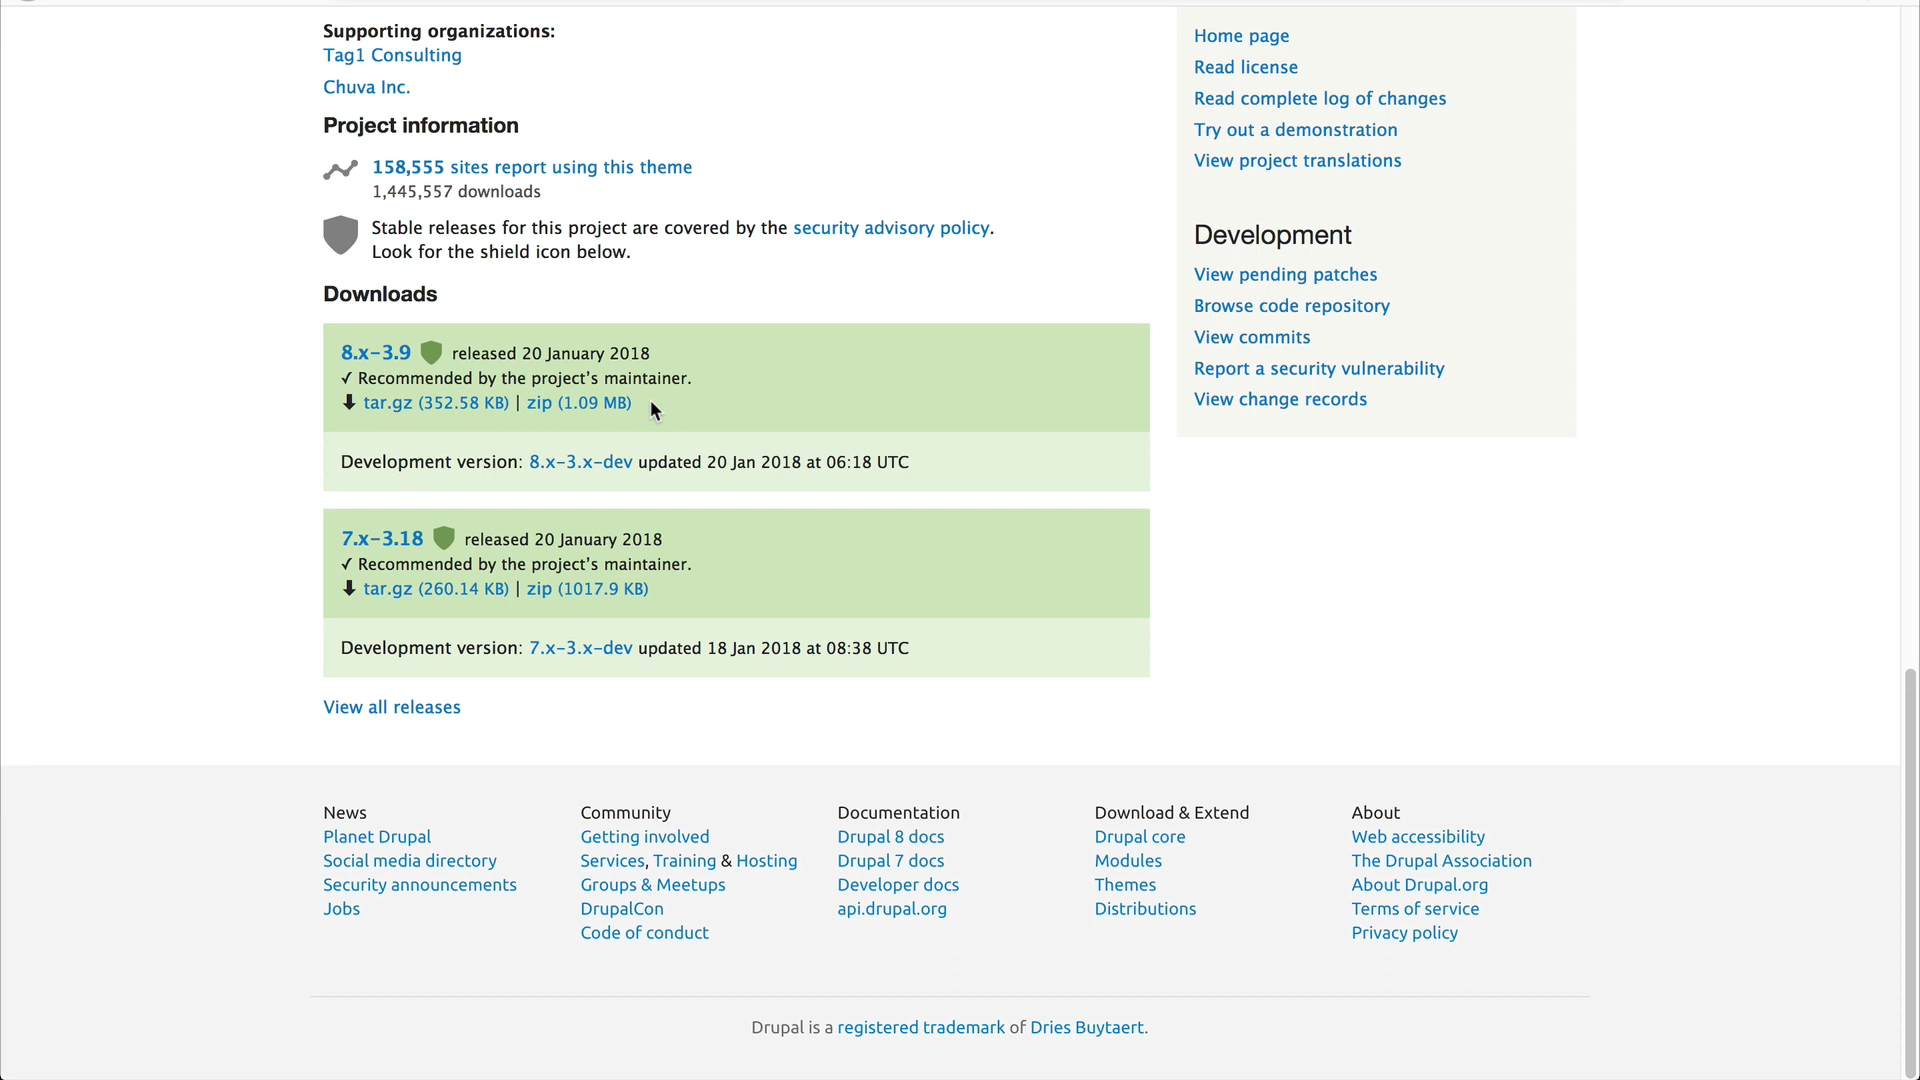 Supporting organizations:
Tag1 Consulting
Chuva Inc.
Project information
158,555 sites report using this theme
1,445,557 downloads
Stable releases for this project are covered by the security advisory policy.
Look for the shield icon below.
Downloads
8.x-3.9 released 20 January 2018
✓ Recommended by the project’s maintainer.
tar.gz (352.58 KB) | zip (1.09 MB)
Development version: 8.x-3.x-dev updated 20 Jan 2018 at 06:18 UTC
7.x-3.18 released 20 January 2018
✓ Recommended by the project’s maintainer.
tar.gz (260.14 KB) | zip (1017.9 KB)
Development version: 7.x-3.x-dev updated 18 Jan 2018 at 08:38 UTC
View all releases
Home page
Read license
Read complete log of changes
Try out a demonstration
View project translations
Development
View pending patches
Browse code repository
View commits
Report a security vulnerability
View change records
News
Planet Drupal
Social media directory
Security announcements
Jobs
Community
Getting involved
Services, Training & Hosting
Groups & Meetups
DrupalCon
Code of conduct
Documentation
Drupal 8 docs
Drupal 7 docs
Developer docs
api.drupal.org
Download & Extend
Drupal core
Modules
Themes
Distributions
About
Web accessibility
The Drupal Association
About Drupal.org
Terms of service
Privacy policy
Drupal is a registered trademark of Dries Buytaert.